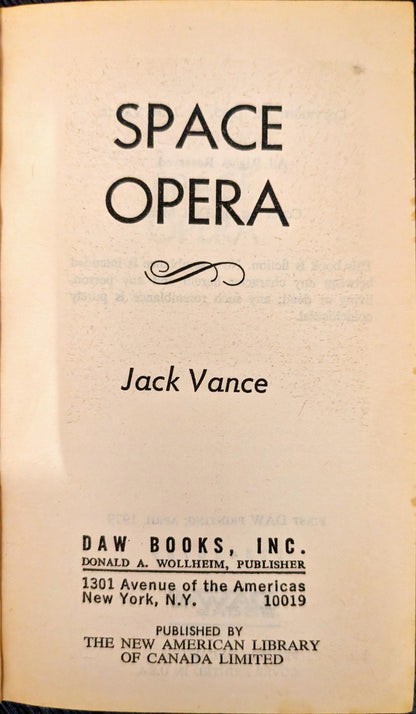 SPACE
OPERA
Jack Vance
DAW BOOKS, INC.
DONALD A. WOLLHEIM, PUBLISHER
1301 Avenue of the Americas
New York, N.Y. 10019
PUBLISHED BY
THE NEW AMERICAN LIBRARY
OF CANADA LIMITED